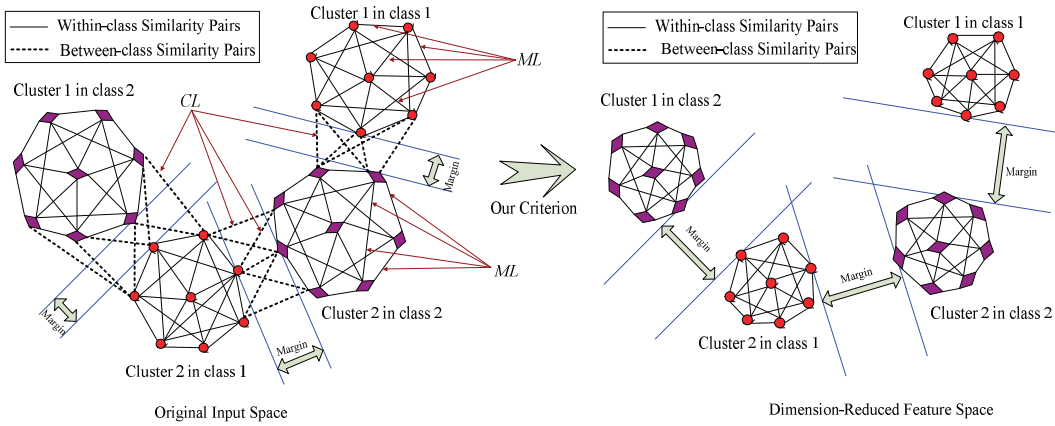 Within-class Similarity Pairs
Between-class Similarity Pairs
Cluster 1 in class 1
ML
Cluster 1 in class 2
CL
Margin
Our Criterion
ML
Margin
Cluster 2 in class 2
Margin
Cluster 2 in class 1
Original Input Space
Within-class Similarity Pairs
Between-class Similarity Pairs
Cluster 1 in class 1
Cluster 1 in class 2
Margin
Margin
Margin
Cluster 2 in class 2
Cluster 2 in class 1
Dimension-Reduced Feature Space